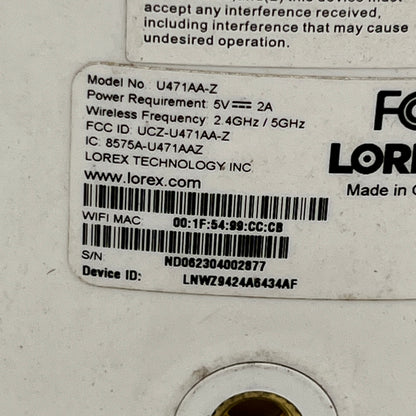 accept any interference received,
including interference that may cause
undesired operation.
Model No: U471AA-Z
Power Requirement: 5V 2A
Wireless Frequency: 2.4GHz / 5GHz
FCC ID: UCZ-U471AA-Z
IC: 8575A-U471AAZ
LOREX TECHNOLOGY INC
www.lorex.com
WIFI MAC 00:1F:54:99:CC:CB
S/N ND062304002877
Device ID: LNWZ9424A6434AF
FC
LOREX
Made in C